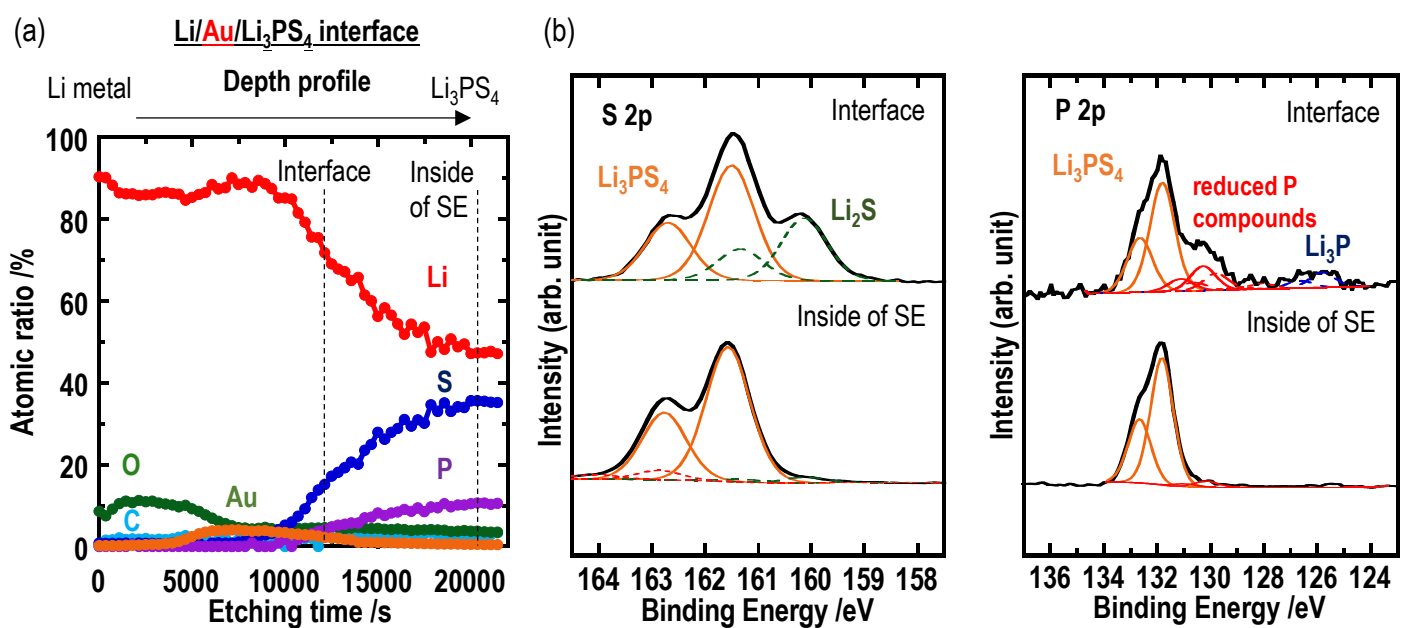 (a)
Li/Au/Li₃PS₄ interface
Depth profile
Li metal
Li₃PS₄
Atomic ratio /%
100
80
60
40
20
0
Interface
Inside
of SE
Li
S
P
O
Au
C
0
5000
10000
15000
20000
Etching time /s
(b)
Intensity (arb. unit)
S 2p
Interface
Li₃PS₄
Li₂S
Inside of SE
164
163
162
161
160
159
158
Binding Energy /eV
Intensity (arb. unit)
P 2p
Interface
Li₃PS₄
reduced P
compounds
Li₃P
Inside of SE
136
134
132
130
128
126
124
Binding Energy /eV